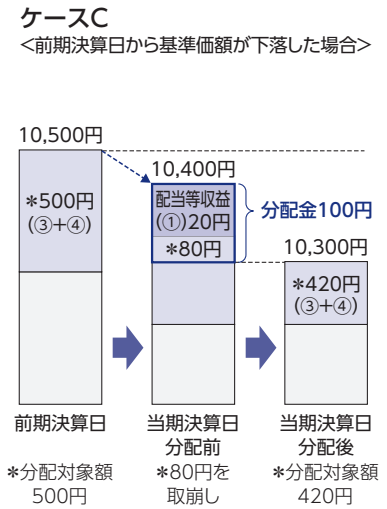 ケースC
<前期決算日から基準価額が下落した場合>
10,500円
＊500円
(③+④)
10,400円
配当等収益
(①)20円
＊80円
分配金100円
10,300円
＊420円
(③+④)
前期決算日
＊分配対象額
500円
当期決算日
分配前
＊80円を
取崩し
当期決算日
分配後
＊分配対象額
420円